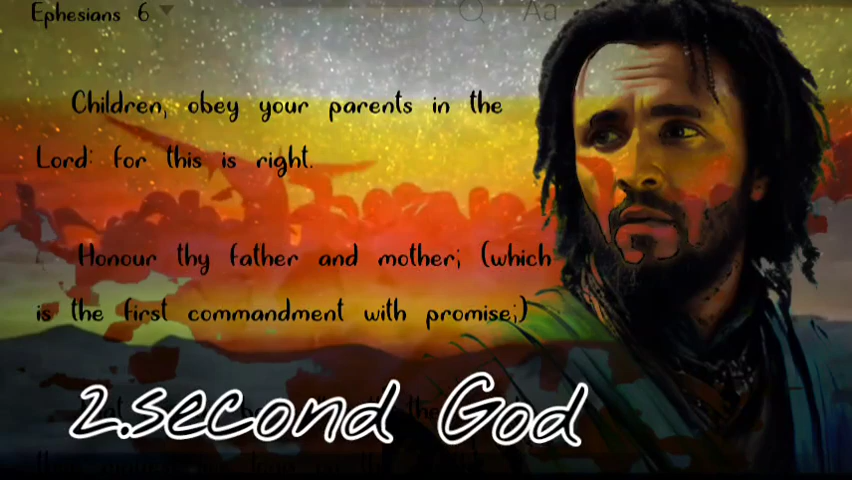 Ephesians 6
Aa
Children, obey your parents in the
Lord: for this is right.
Honour thy father and mother; (which
is the first commandment with promise;)
2.second God